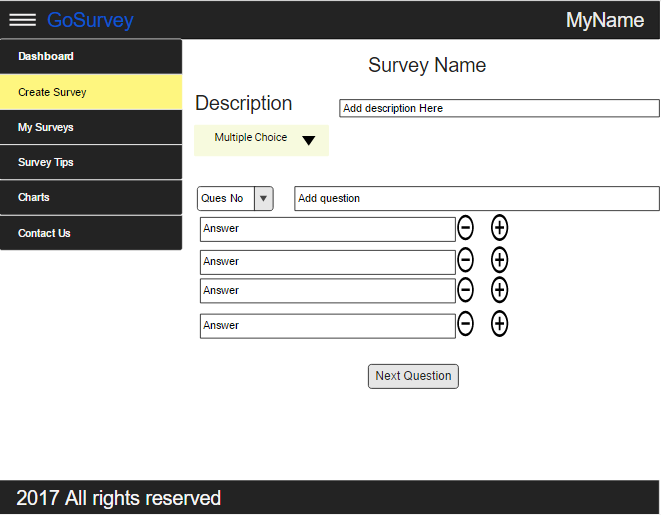 GoSurvey
MyName
Dashboard
Create Survey
My Surveys
Survey Tips
Charts
Contact Us
Survey Name
Description
Add description Here
Multiple Choice
Ques No
Add question
Answer
Answer
Answer
Answer
Next Question
2017 All rights reserved